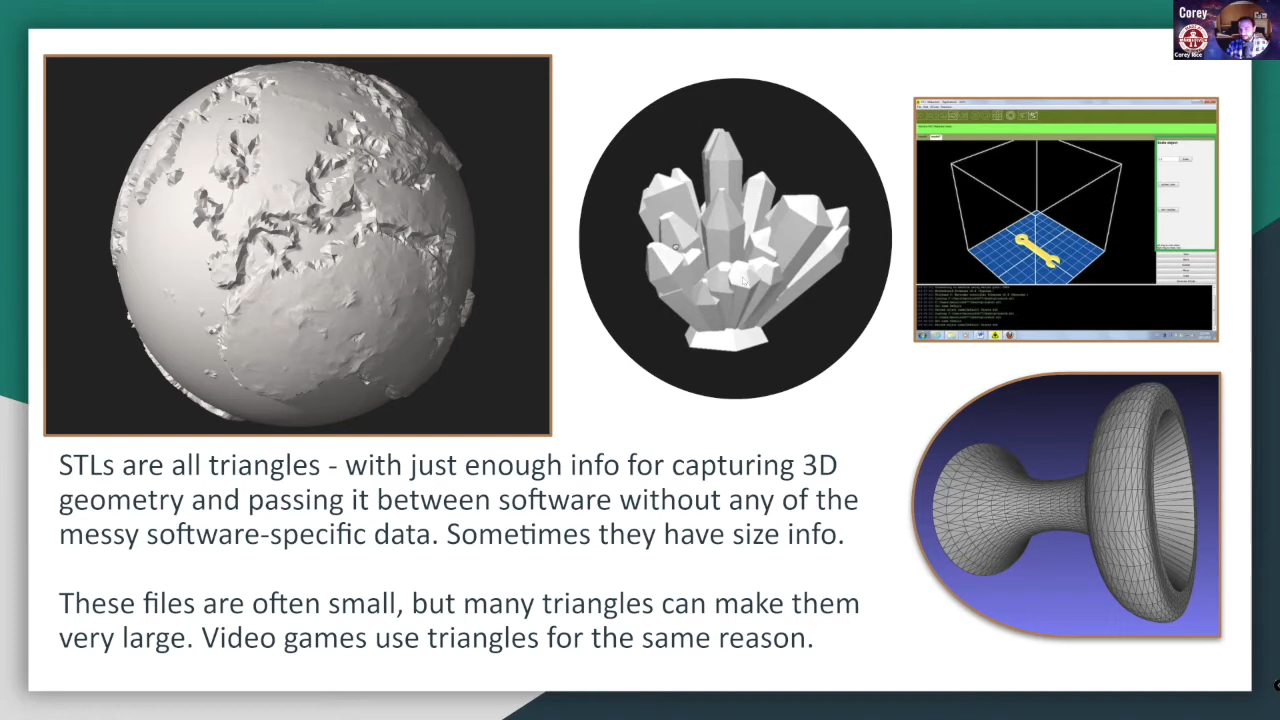 Corey
Corey Rice
STLs are all triangles - with just enough info for capturing 3D
geometry and passing it between software without any of the
messy software-specific data. Sometimes they have size info.
These files are often small, but many triangles can make them
very large. Video games use triangles for the same reason.